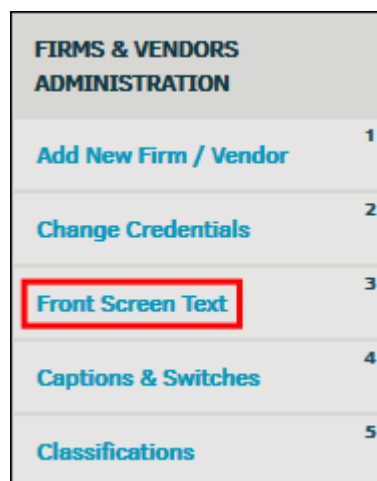 FIRMS & VENDORS
ADMINISTRATION
Add New Firm / Vendor 1
Change Credentials 2
Front Screen Text 3
Captions & Switches 4
Classifications 5